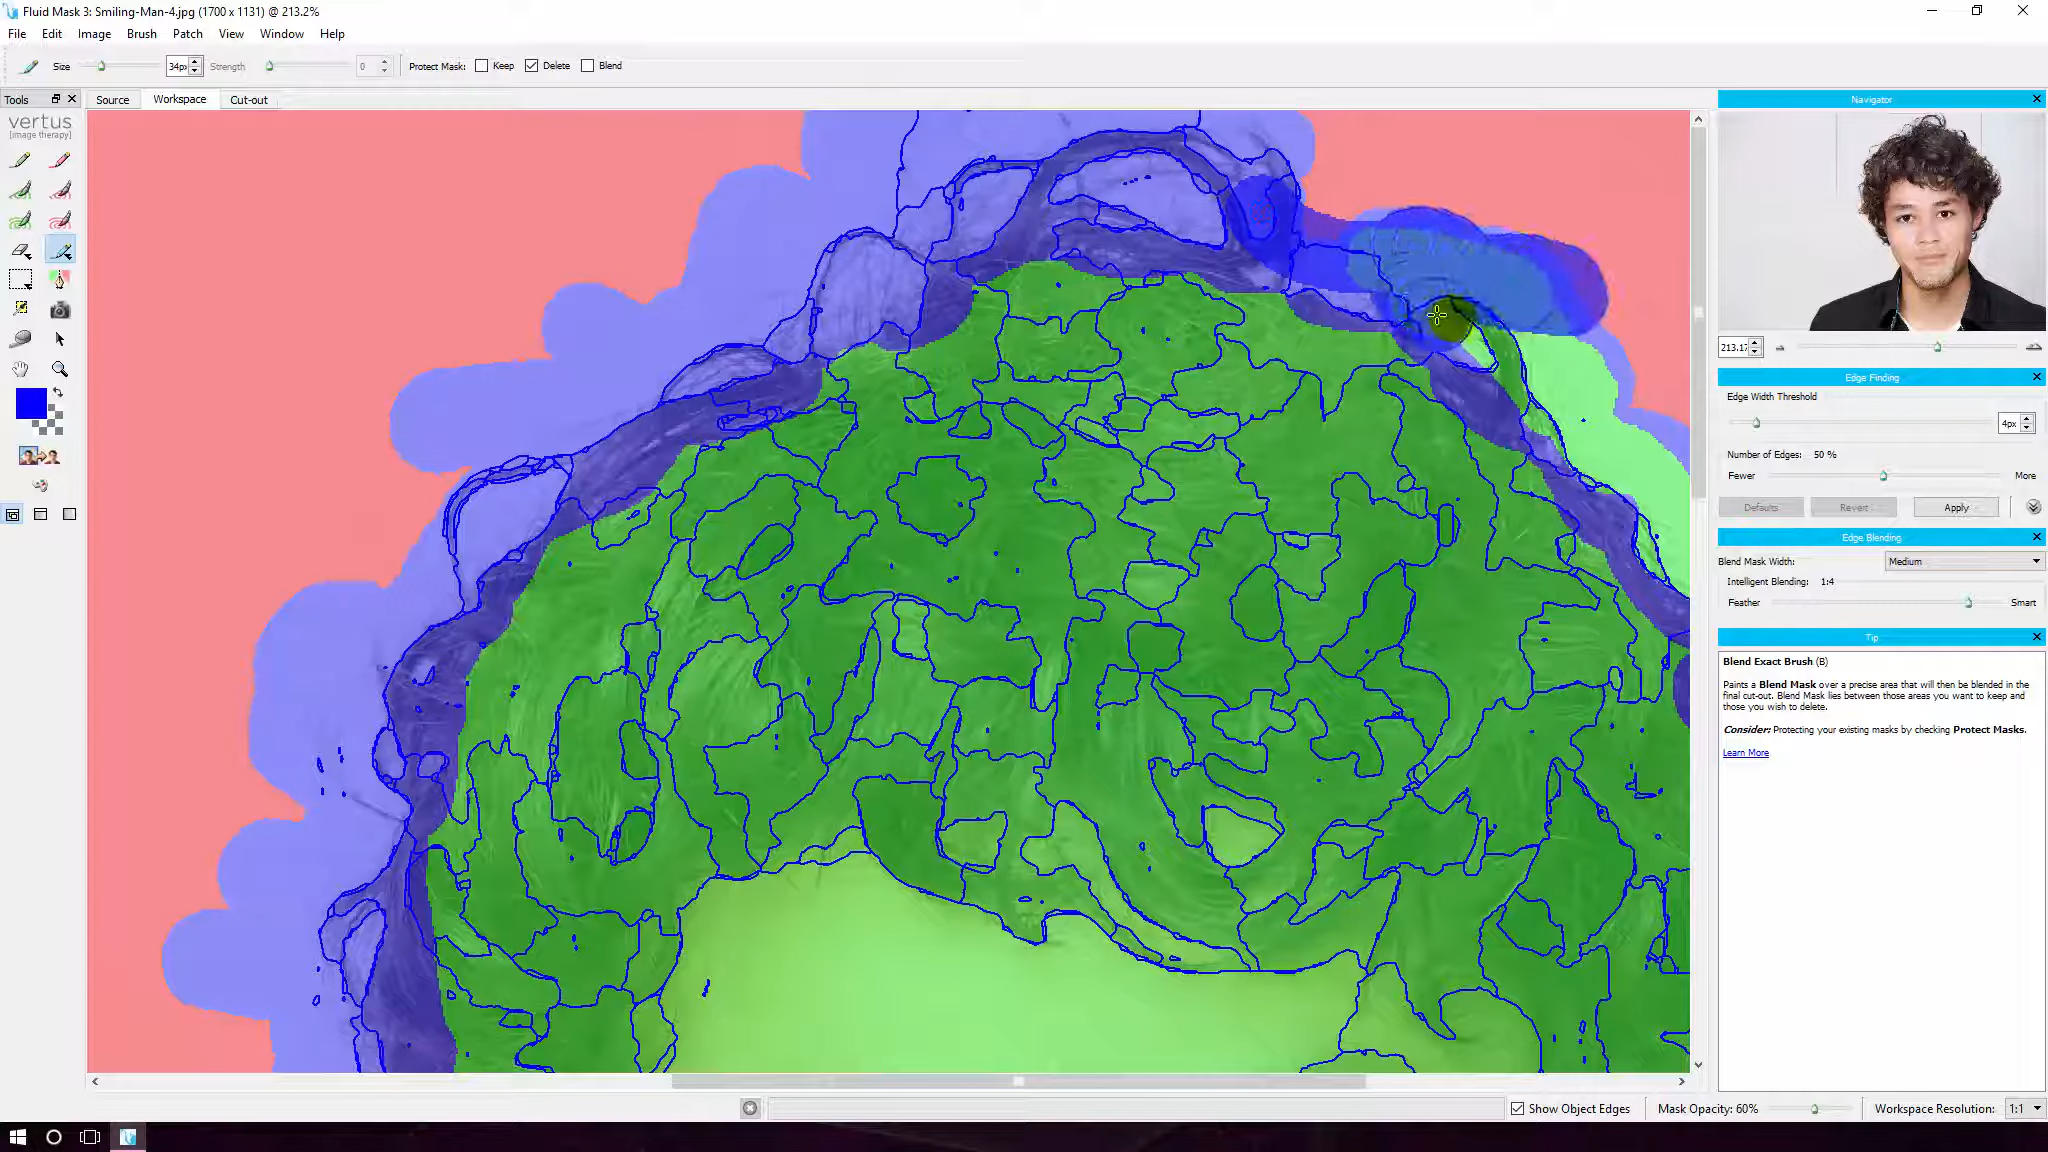 Fluid Mask 3: Smiling-Man-4.jpg (1700 x 1131) @ 213.2%
File Edit Image Brush Patch View Window Help
Size 34px Strength 0 Protect Mask: Keep Delete Blend
Tools Source Workspace Cut-out Navigator
vertus
[image therapy]
213.17
Edge Finding
Edge Width Threshold
4px
Number of Edges: 50 %
Fewer More
Defaults Revert Apply
Edge Blending
Blend Mask Width: Medium
Intelligent Blending: 1:4
Feather Smart
Tip
Blend Exact Brush (B)
Paints a Blend Mask over a precise area that will then be blended in the
final cut-out. Blend Mask lies between those areas you want to keep and
those you wish to delete.
Consider: Protecting your existing masks by checking Protect Masks.
Learn More
Show Object Edges Mask Opacity: 60% Workspace Resolution: 1:1